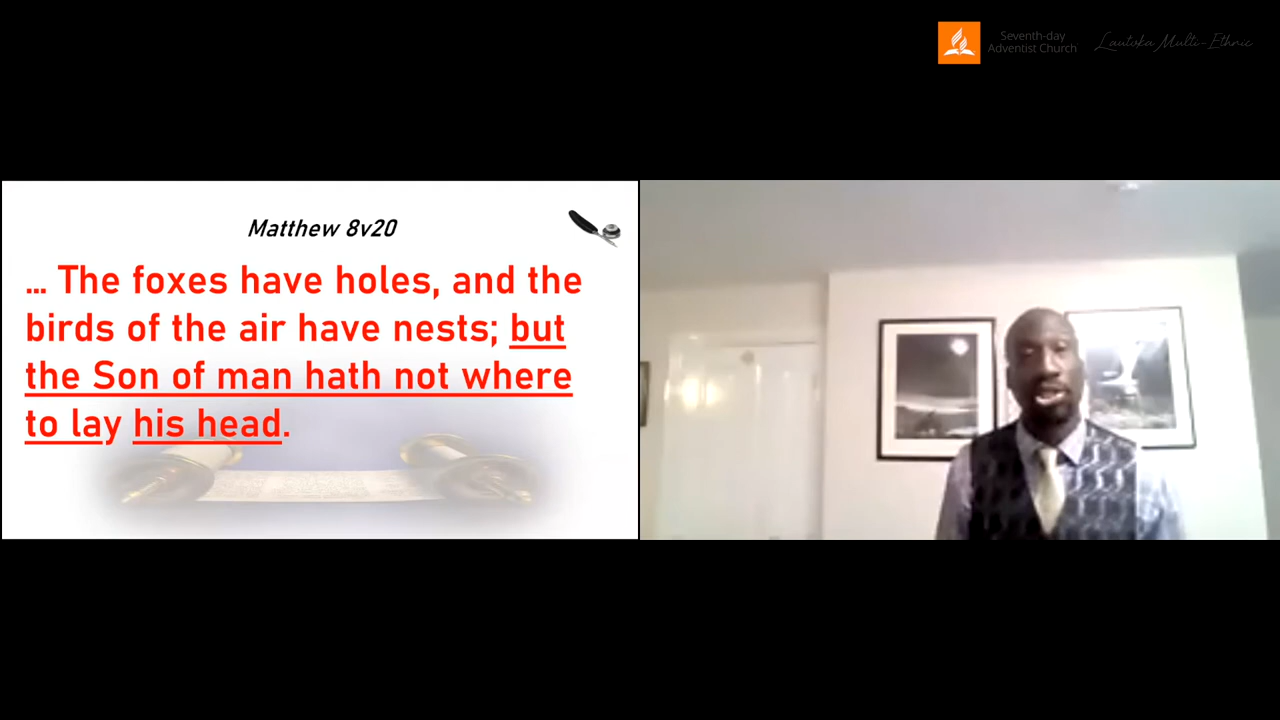 Seventh-day
Adventist Church
Lautoka Multi-Ethnic
Matthew 8v20
... The foxes have holes, and the
birds of the air have nests; but
the Son of man hath not where
to lay his head.